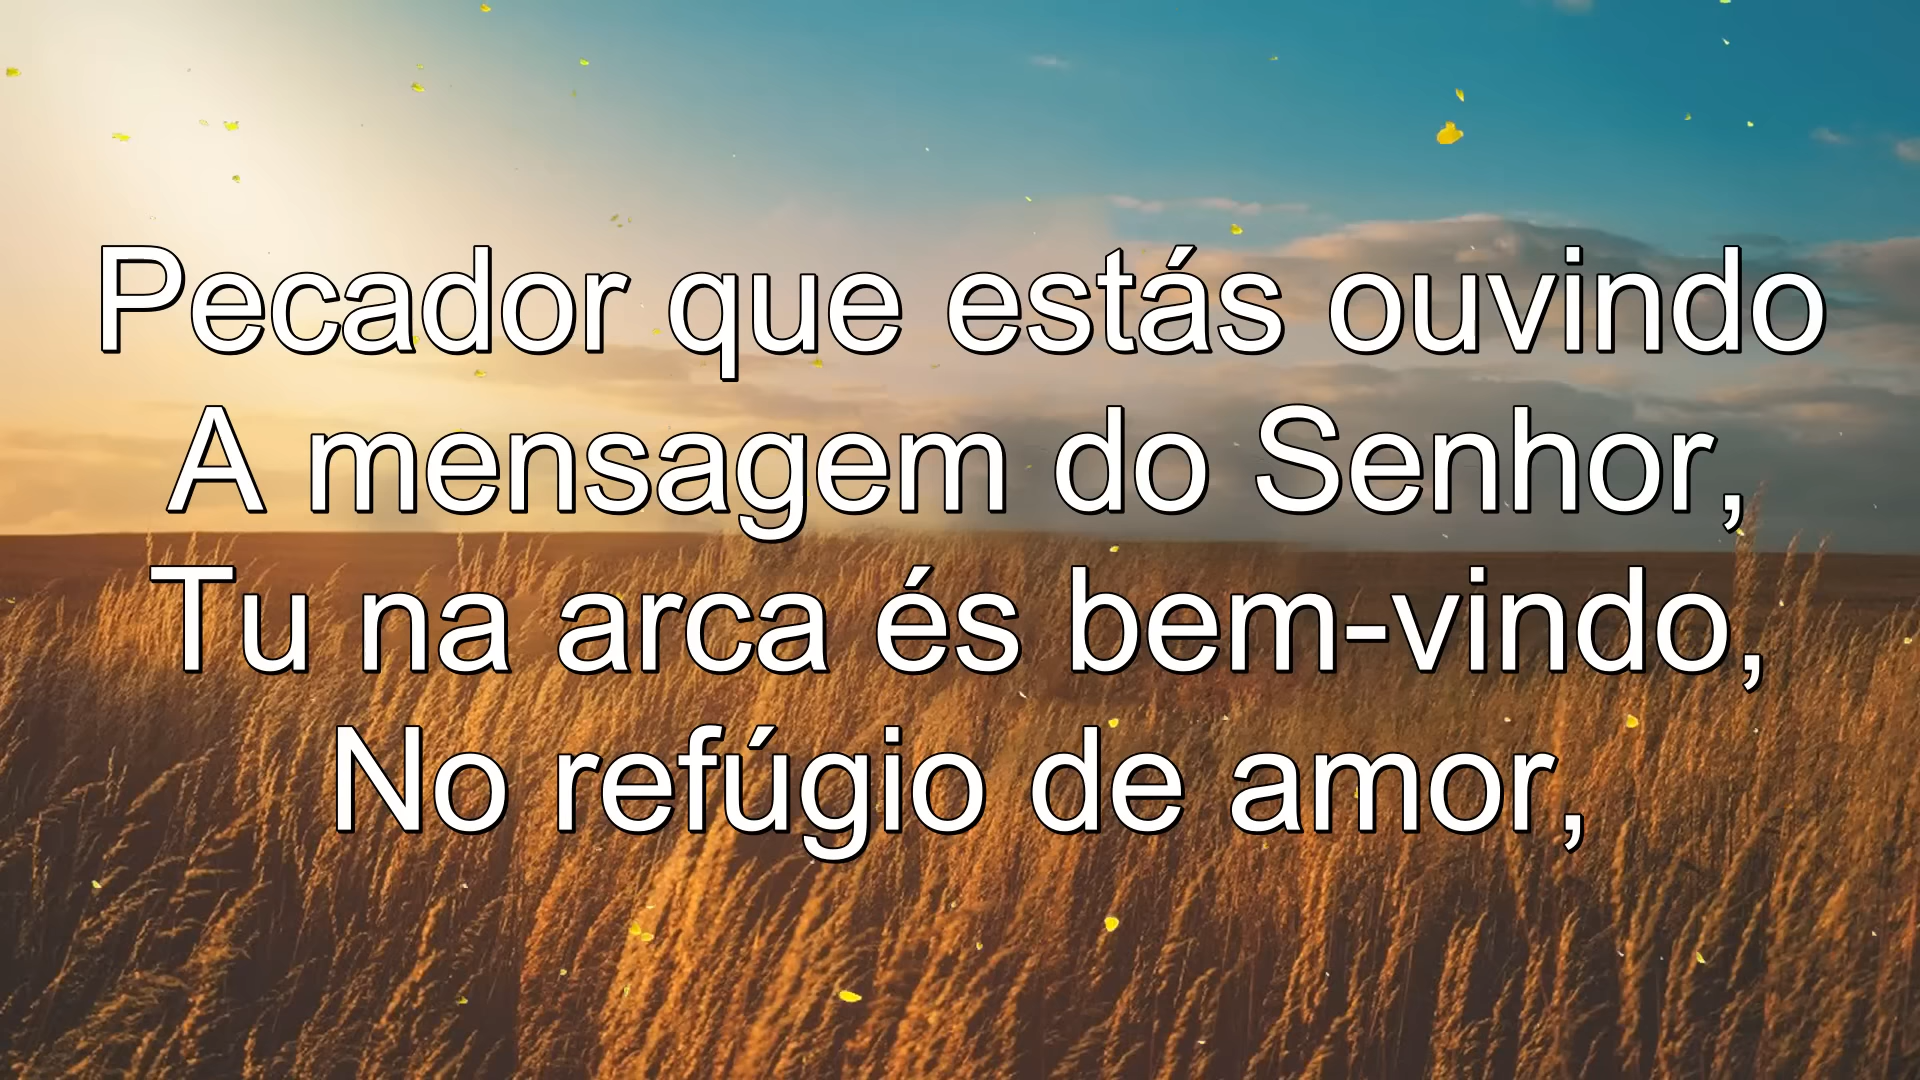 Pecador que estás ouvindo
A mensagem do Senhor,
Tu na arca és bem-vindo,
No refúgio de amor,